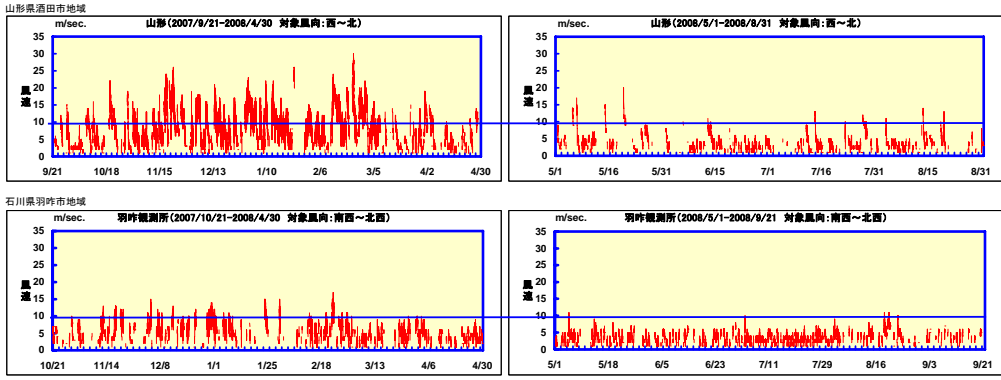 山形県酒田市地域
m/sec. 山形(2007/9/21-2008/4/30 対象風向:西～北)
35
30
25
20
15
10
5
0
風速
9/21 10/18 11/15 12/13 1/10 2/6 3/5 4/2 4/30
m/sec. 山形(2008/5/1-2008/8/31 対象風向:西～北)
35
30
25
20
15
10
5
0
風速
5/1 5/16 5/31 6/15 7/1 7/16 7/31 8/15 8/31
石川県羽咋市地域
m/sec. 羽咋観測所(2007/10/21-2008/4/30 対象風向:南西～北西)
35
30
25
20
15
10
5
0
風速
10/21 11/14 12/8 1/1 1/25 2/18 3/13 4/6 4/30
m/sec. 羽咋観測所(2008/5/1-2008/9/21 対象風向:南西～北西)
35
30
25
20
15
10
5
0
風速
5/1 5/18 6/5 6/23 7/11 7/29 8/16 9/3 9/21